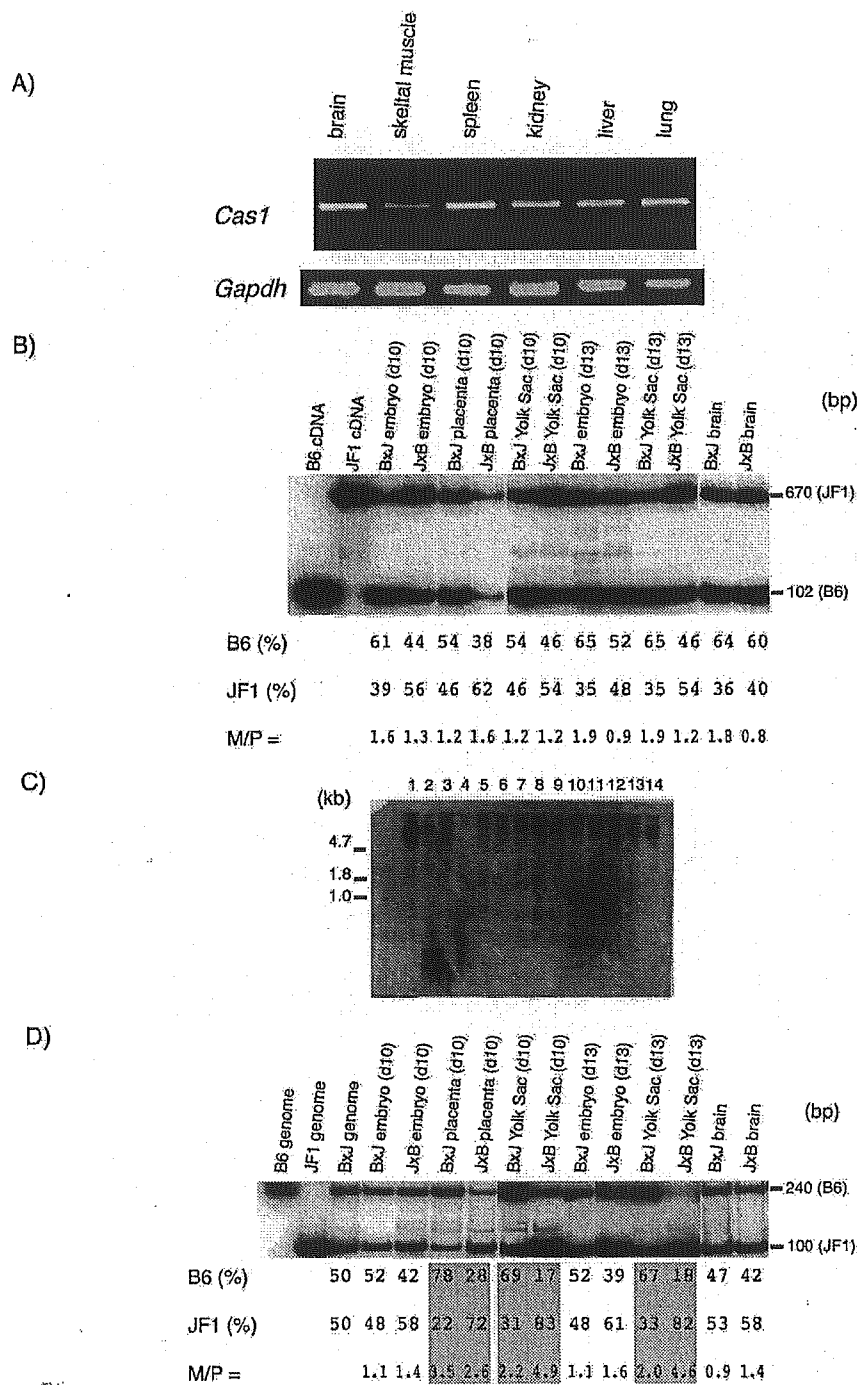 A)
brain
skeltal muscle
spleen
kidney
liver
lung
Cas1
Gapdh
B)
B6 cDNA
JF1 cDNA
BxJ embryo (d10)
JxB embryo (d10)
BxJ placenta (d10)
JxB placenta (d10)
BxJ Yolk Sac (d10)
JxB Yolk Sac (d10)
BxJ embryo (d13)
JxB embryo (d13)
BxJ Yolk Sac (d13)
JxB Yolk Sac (d13)
BxJ brain
JxB brain
(bp)
670 (JF1)
102 (B6)
B6 (%) 61 44 54 38 54 46 65 52 65 46 64 60
JF1 (%) 39 56 46 62 46 54 35 48 35 54 36 40
M/P = 1.6 1.3 1.2 1.6 1.2 1.2 1.9 0.9 1.9 1.2 1.8 0.8
C)
(kb)
1 2 3 4 5 6 7 8 9 10 11 12 13 14
4.7
1.8
1.0
D)
B6 genome
JF1 genome
BxJ genome
BxJ embryo (d10)
JxB embryo (d10)
BxJ placenta (d10)
JxB placenta (d10)
BxJ Yolk Sac (d10)
JxB Yolk Sac (d10)
BxJ embryo (d13)
JxB embryo (d13)
BxJ Yolk Sac (d13)
JxB Yolk Sac (d13)
BxJ brain
JxB brain
(bp)
240 (B6)
100 (JF1)
B6 (%) 50 52 42 78 28 69 17 52 39 67 18 47 42
JF1 (%) 50 48 58 22 72 31 83 48 61 33 82 53 58
M/P = 1.1 1.4 3.5 2.6 2.2 4.9 1.1 1.6 2.0 4.6 0.9 1.4